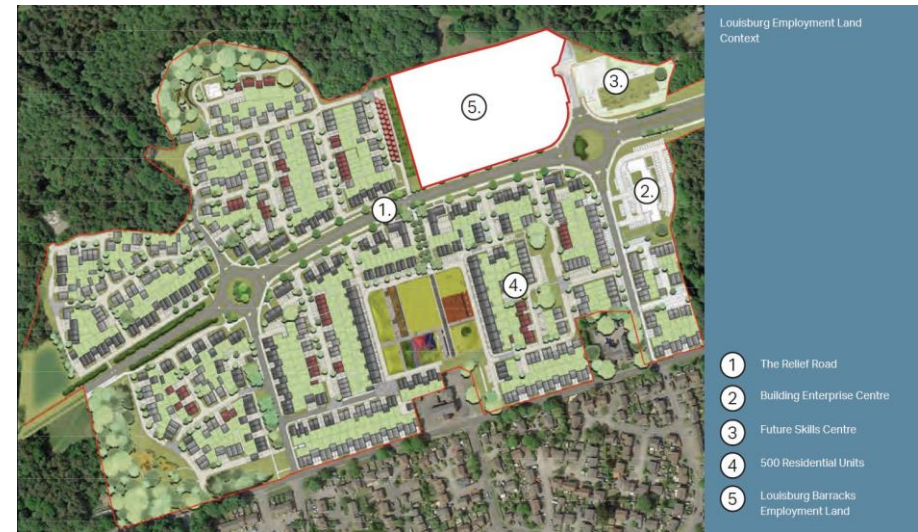 Louisburg Employment Land
Context
5.
3.
2.
1.
4.
1 The Relief Road
2 Building Enterprise Centre
3 Future Skills Centre
4 500 Residential Units
5 Louisburg Barracks
Employment Land